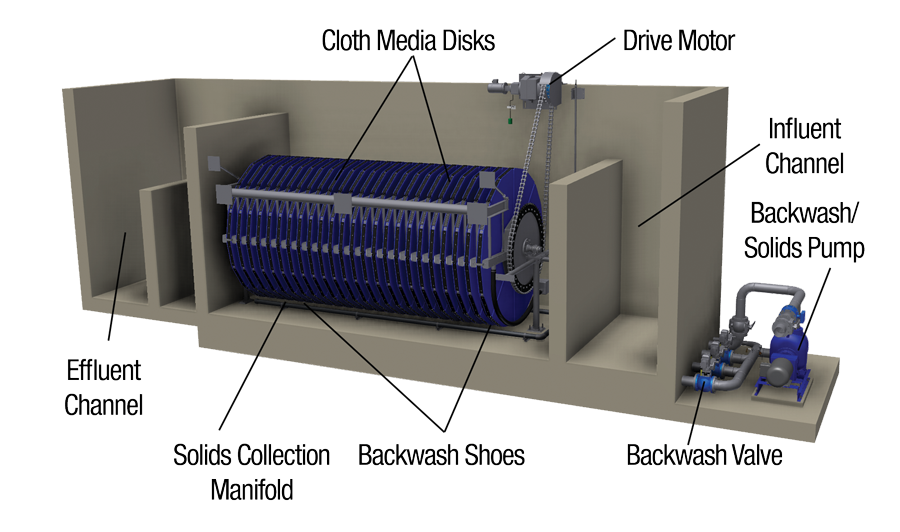 Cloth Media Disks
Drive Motor
Influent
Channel
Backwash/
Solids Pump
Effluent
Channel
Solids Collection
Manifold
Backwash Shoes
Backwash Valve